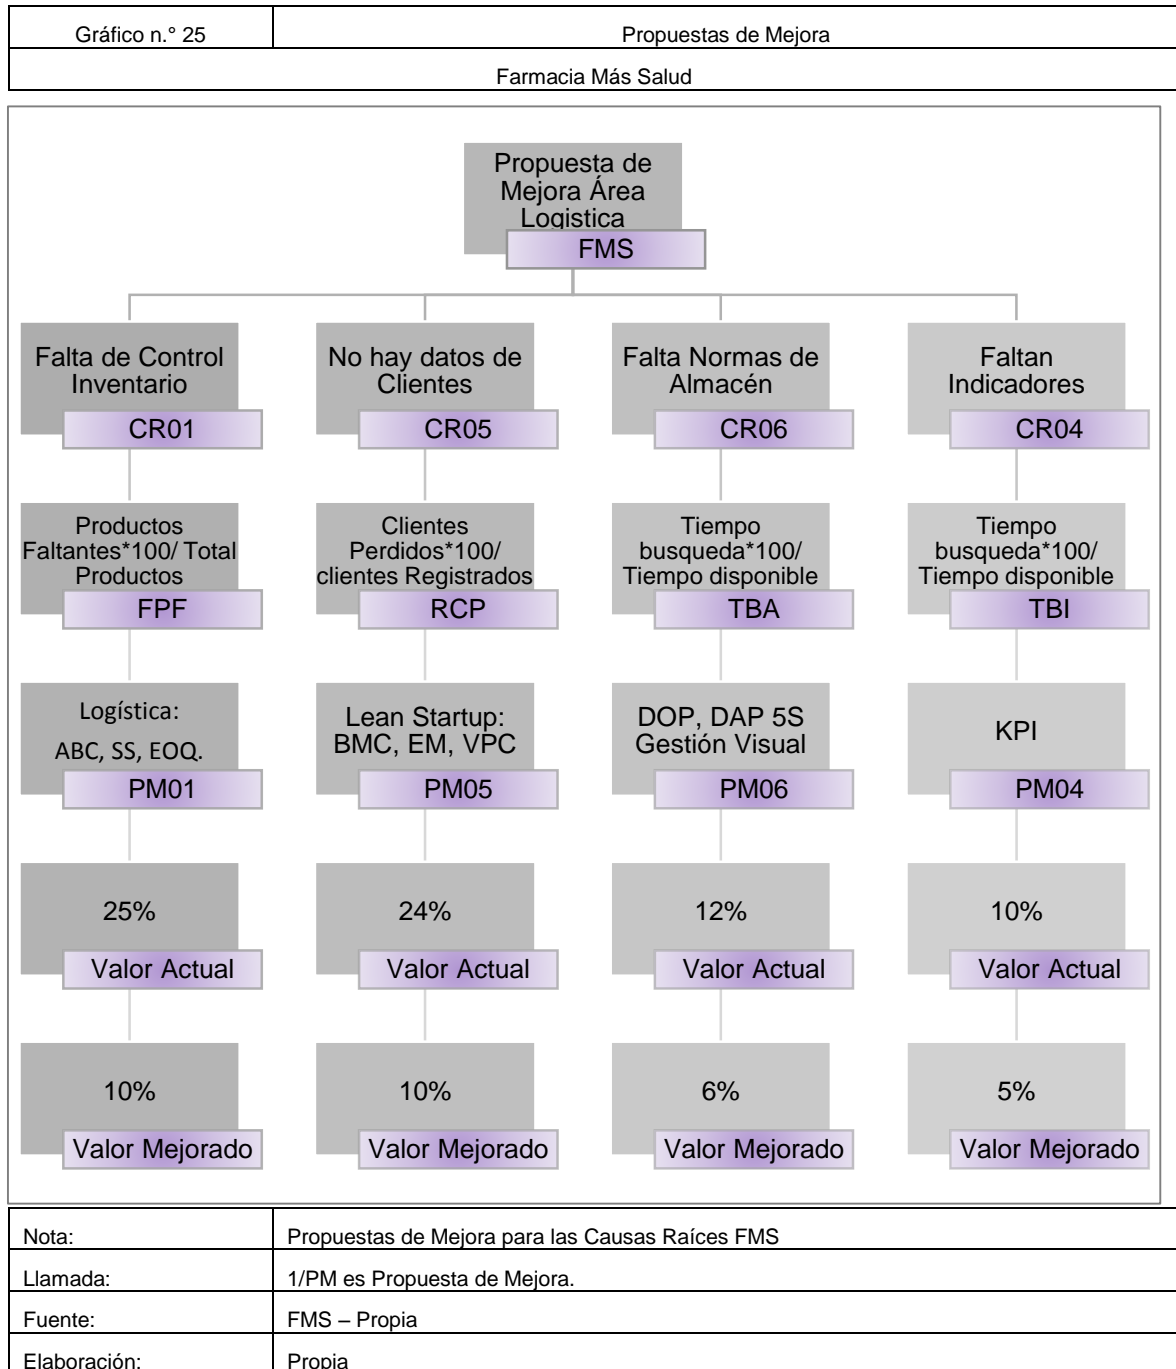 Gráfico n.° 25
Propuestas de Mejora
Farmacia Más Salud
Propuesta de
Mejora Área
Logistica
FMS
Falta de Control
Inventario
CR01
No hay datos de
Clientes
CR05
Falta Normas de
Almacén
CR06
Faltan
Indicadores
CR04
Productos
Faltantes*100/ Total
Productos
FPF
Clientes
Perdidos*100/
clientes Registrados
RCP
Tiempo
busqueda*100/
Tiempo disponible
TBA
Tiempo
busqueda*100/
Tiempo disponible
TBI
Logística:
ABC, SS, EOQ.
PM01
Lean Startup:
BMC, EM, VPC
PM05
DOP, DAP 5S
Gestión Visual
PM06
KPI
PM04
25%
Valor Actual
24%
Valor Actual
12%
Valor Actual
10%
Valor Actual
10%
Valor Mejorado
10%
Valor Mejorado
6%
Valor Mejorado
5%
Valor Mejorado
Nota:
Propuestas de Mejora para las Causas Raíces FMS
Llamada:
1/PM es Propuesta de Mejora.
Fuente:
FMS – Propia
Elaboración:
Propia